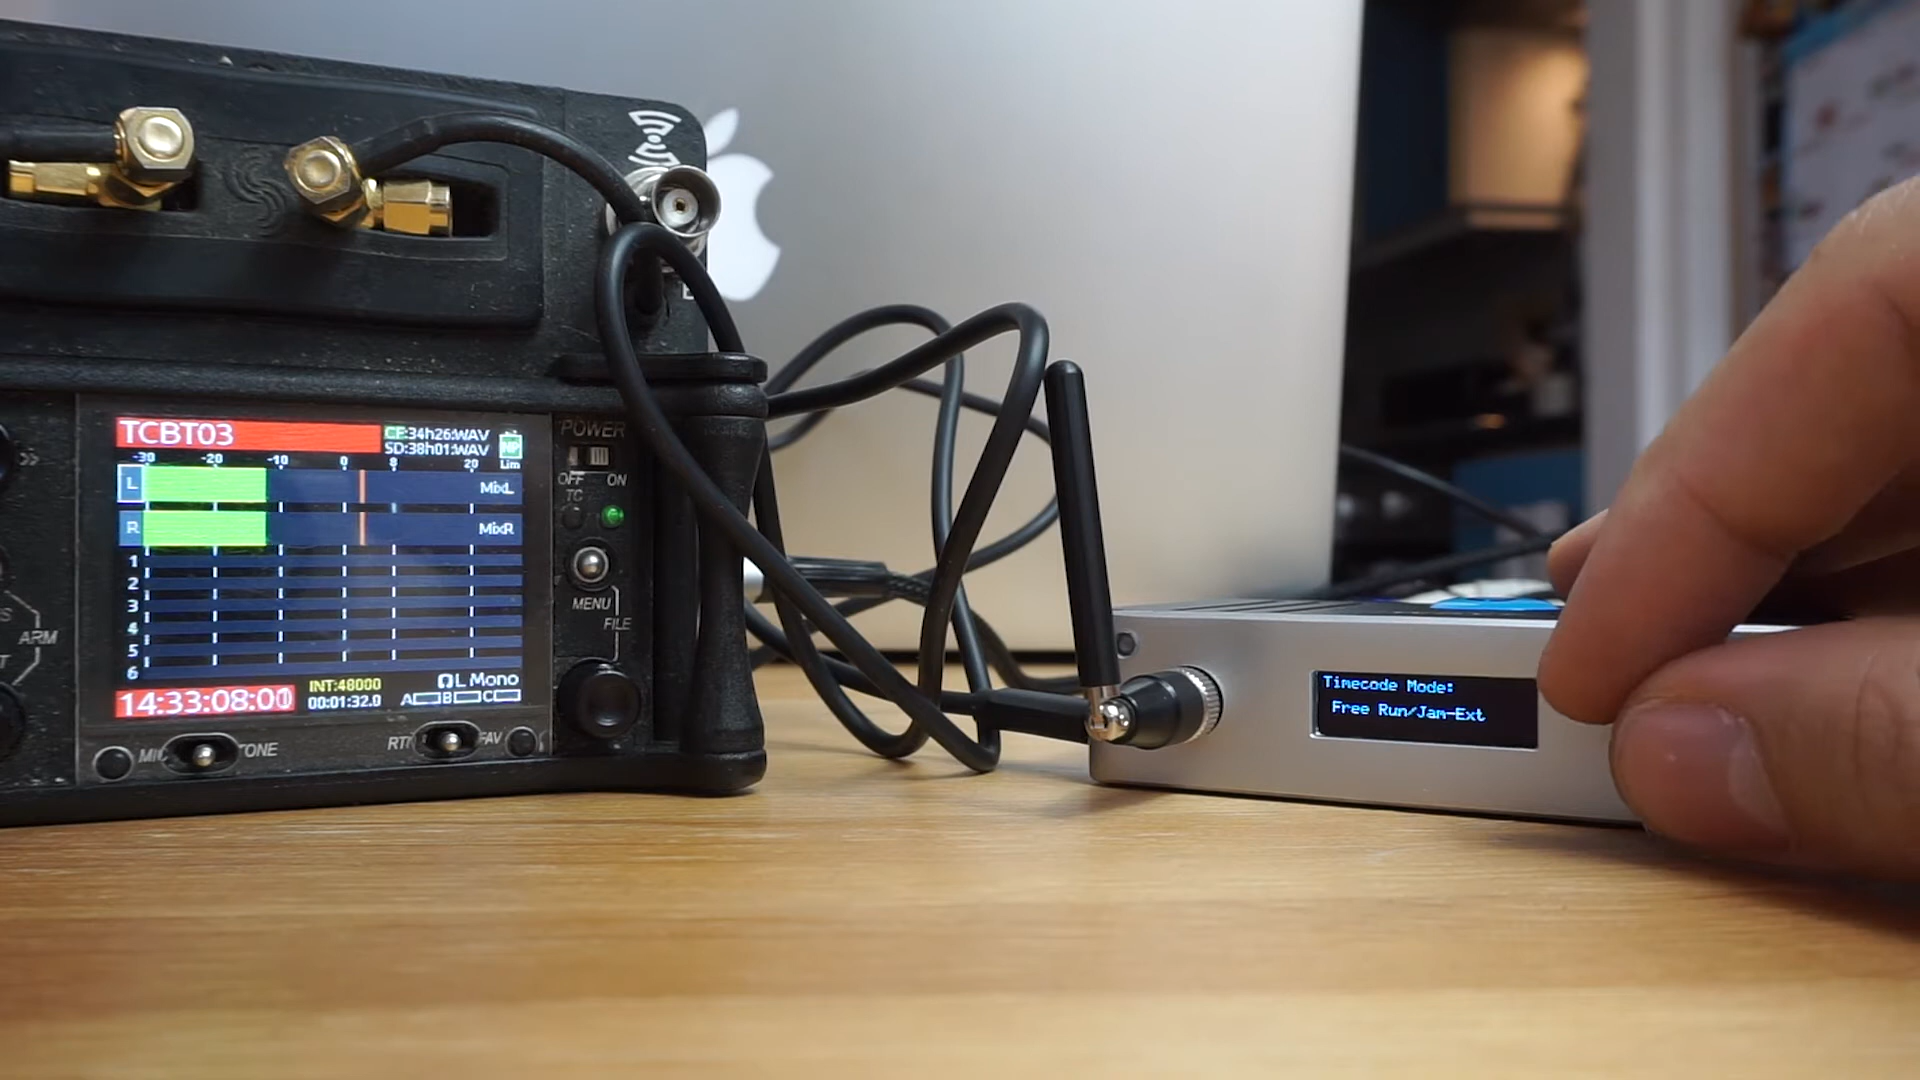 TCBT03
CF:34h26:WAV
SD:38h01:WAV
Lim
-30 -20 -10 0 8 20
L MixL
R MixR
1
2
3
4
5
6
14:33:08:00
INT:48000
00:01:32.0
L Mono
A B C
POWER
OFF ON
TC
MENU
FILE
ARM
TONE
FAV
Timecode Mode:
Free Run/Jam-Ext